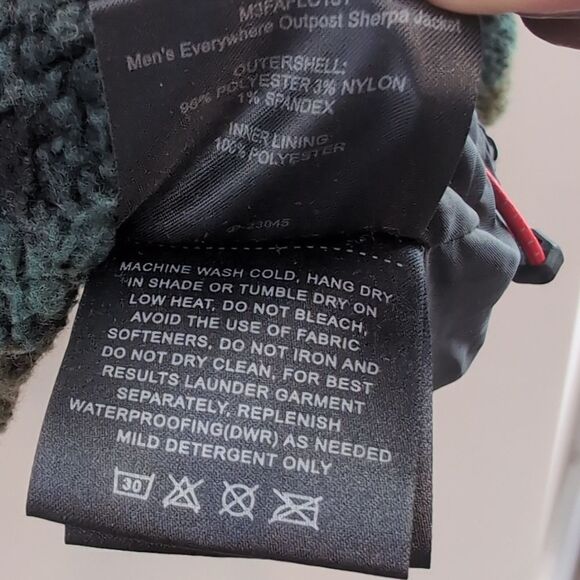 Men's Everywhere Outpost Sherpa Jacket
OUTERSHELL:
96% POLYESTER 3% NYLON
1% SPANDEX
INNER LINING:
100% POLYESTER
MACHINE WASH COLD, HANG DRY
IN SHADE OR TUMBLE DRY ON
LOW HEAT, DO NOT BLEACH,
AVOID THE USE OF FABRIC
SOFTENERS, DO NOT IRON AND
DO NOT DRY CLEAN, FOR BEST
RESULTS LAUNDER GARMENT
SEPARATELY, REPLENISH
WATERPROOFING(DWR) AS NEEDED
MILD DETERGENT ONLY
30